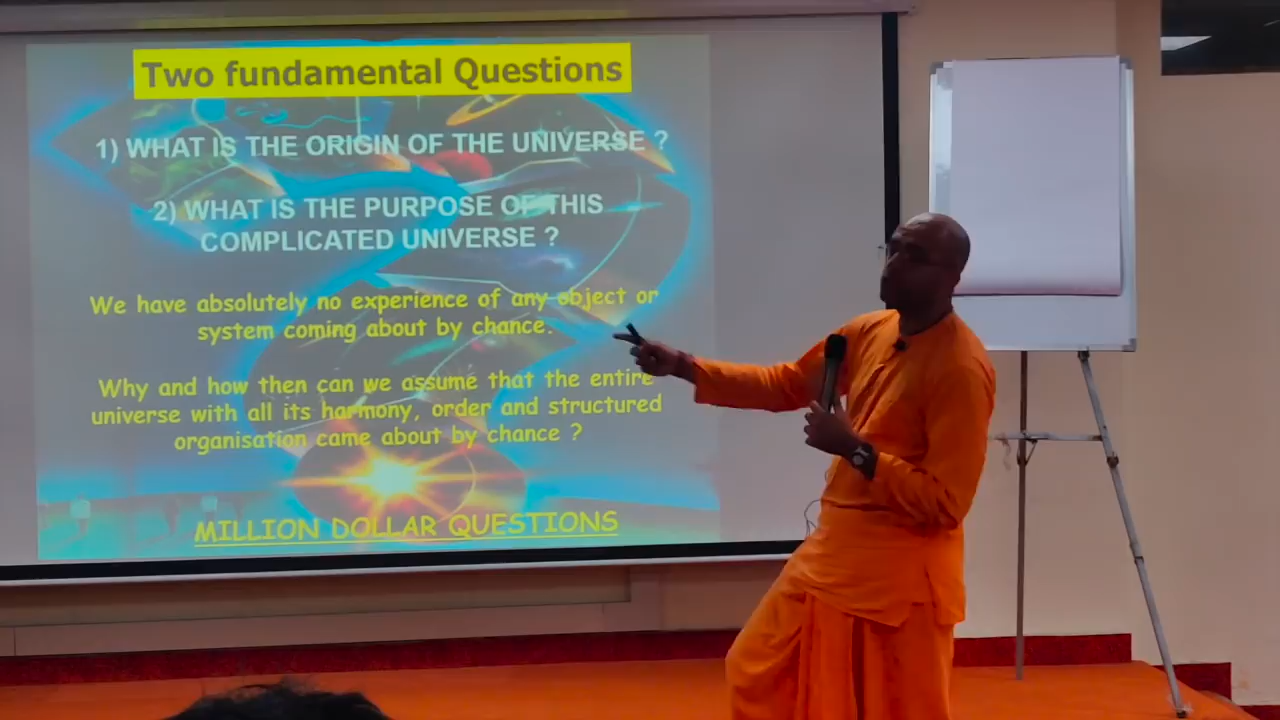 Two fundamental Questions
1) WHAT IS THE ORIGIN OF THE UNIVERSE ?
2) WHAT IS THE PURPOSE OF THIS
COMPLICATED UNIVERSE ?
We have absolutely no experience of any object or
system coming about by chance.
Why and how then can we assume that the entire
universe with all its harmony, order and structured
organisation came about by chance ?
MILLION DOLLAR QUESTIONS